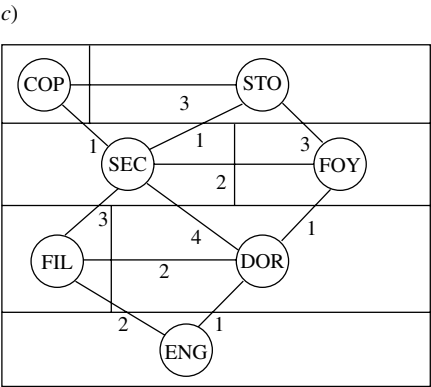 c)
COP STO
3
1 SEC 1 3 FOY
2
3 4 1
FIL 2 DOR
2 1
ENG